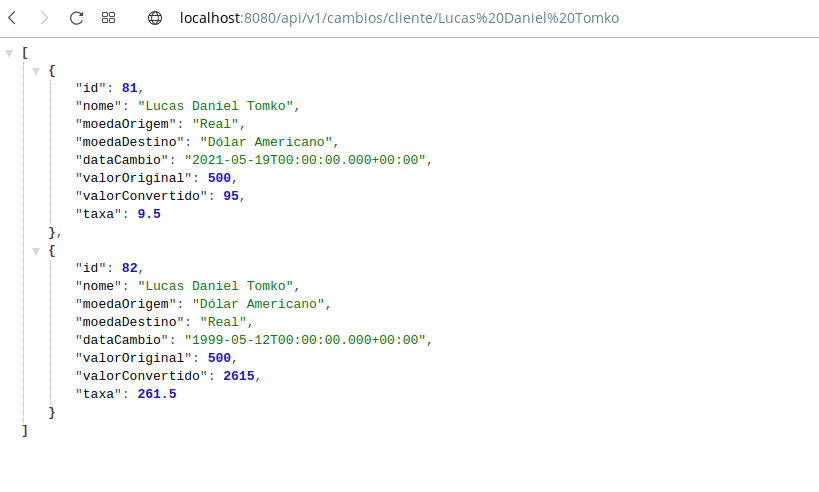 localhost:8080/api/v1/cambios/cliente/Lucas%20Daniel%20Tomko
[
{
"id": 81,
"nome": "Lucas Daniel Tomko",
"moedaOrigem": "Real",
"moedaDestino": "Dólar Americano",
"dataCambio": "2021-05-19T00:00:00.000+00:00",
"valorOriginal": 500,
"valorConvertido": 95,
"taxa": 9.5
},
{
"id": 82,
"nome": "Lucas Daniel Tomko",
"moedaOrigem": "Dólar Americano",
"moedaDestino": "Real",
"dataCambio": "1999-05-12T00:00:00.000+00:00",
"valorOriginal": 500,
"valorConvertido": 2615,
"taxa": 261.5
}
]